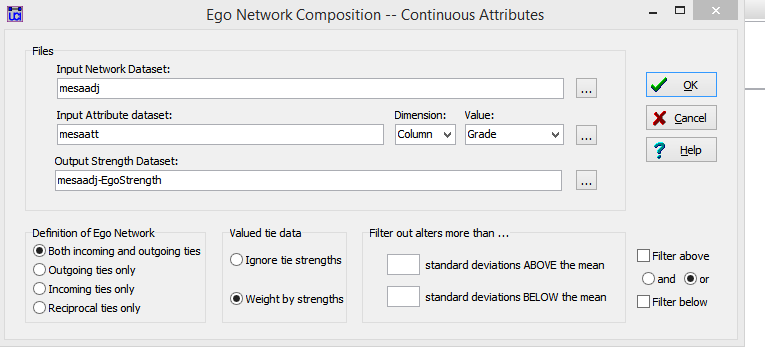 Ego Network Composition -- Continuous Attributes
Files
Input Network Dataset:
mesaadj
...
Input Attribute dataset:
Dimension:
Value:
mesaatt
Column
Grade
...
Output Strength Dataset:
mesaadj-EgoStrength
...
OK
Cancel
Help
Definition of Ego Network
Both incoming and outgoing ties
Outgoing ties only
Incoming ties only
Reciprocal ties only
Valued tie data
Ignore tie strengths
Weight by strengths
Filter out alters more than ...
standard deviations ABOVE the mean
standard deviations BELOW the mean
Filter above
and
or
Filter below